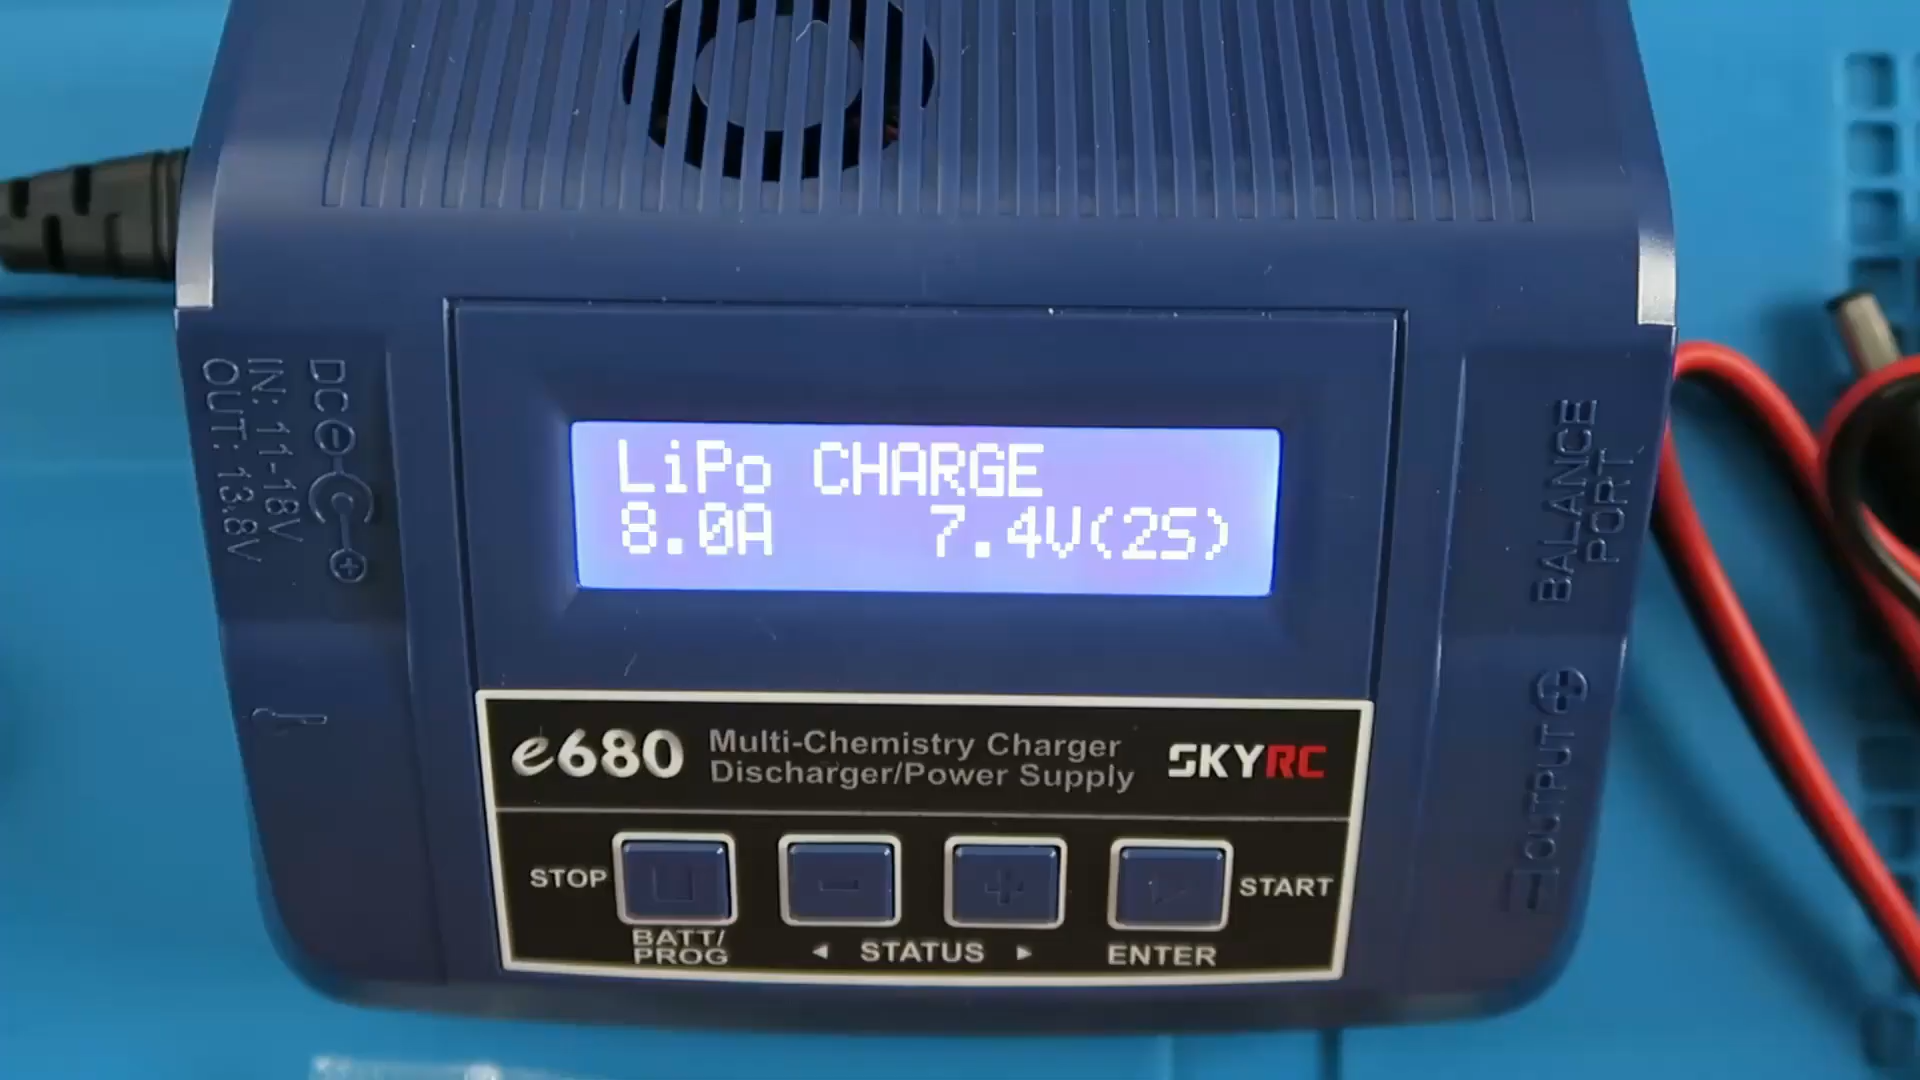 DC
IN: 11-18V
OUT: 13.8V
LiPo CHARGE
8.0A 7.4V(2S)
BALANCE
PORT
OUTPUT
e680 Multi-Chemistry Charger
Discharger/Power Supply
SKYRC
STOP
START
BATT/
PROG
◄ STATUS ►
ENTER